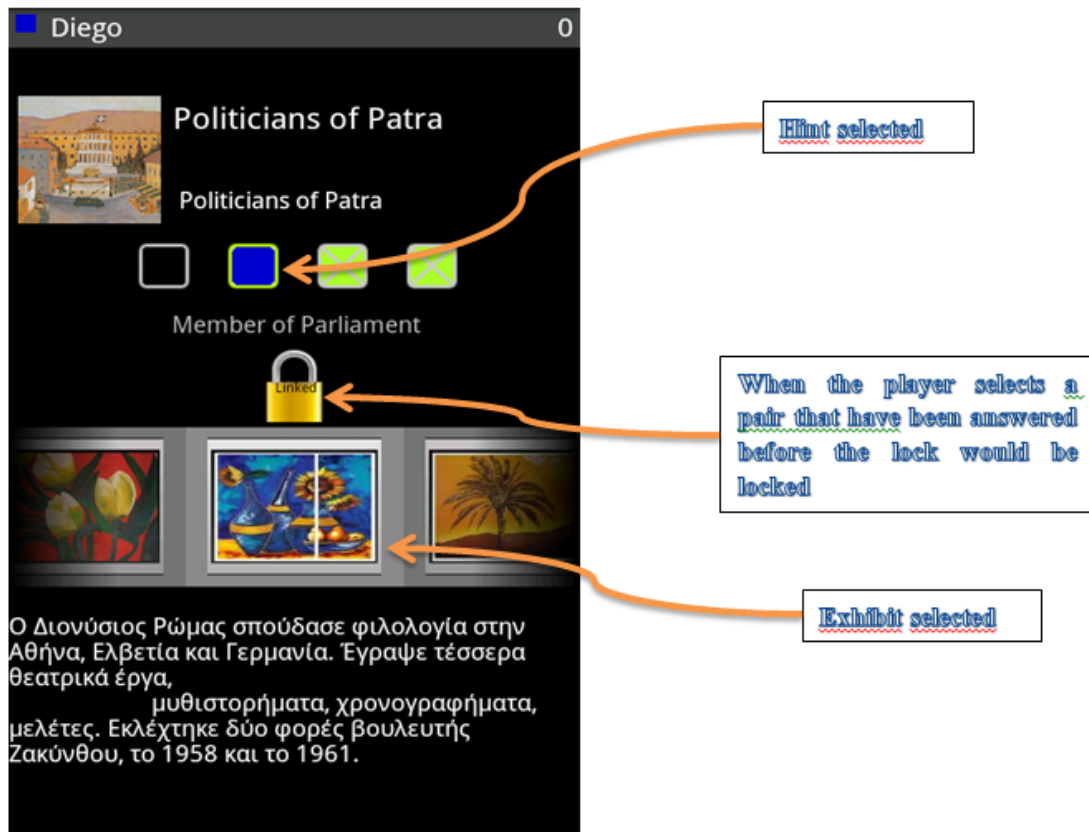 Diego 0
Politicians of Patra
Politicians of Patra
Member of Parliament
Linked
Ο Διονύσιος Ρώμας σπούδασε φιλολογία στην
Αθήνα, Ελβετία και Γερμανία. Έγραψε τέσσερα
θεατρικά έργα,
μυθιστορήματα, χρονογραφήματα,
μελέτες. Εκλέχτηκε δύο φορές βουλευτής
Ζακύνθου, το 1958 και το 1961.
Hint selected
When the player selects a
pair that have been answered
before the lock would be
locked
Exhibit selected